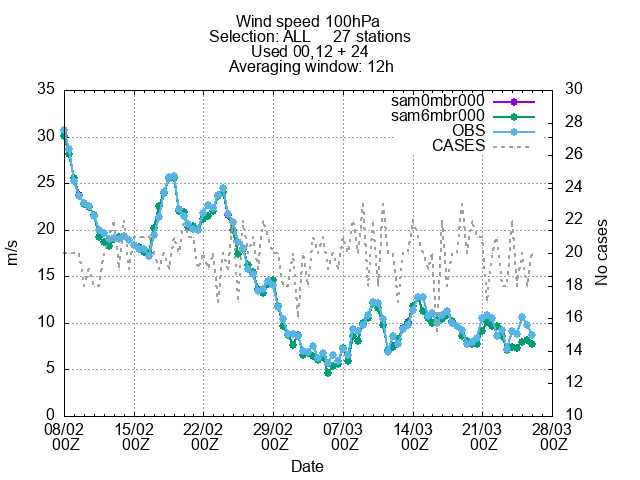 Wind speed 100hPa
Selection: ALL 27 stations
Used 00,12 + 24
Averaging window: 12h
sam0mbr000
sam6mbr000
OBS
CASES
m/s
35
30
25
20
15
10
5
0
No cases
30
28
26
24
22
20
18
16
14
12
10
08/02 15/02 22/02 29/02 07/03 14/03 21/03 28/03
00Z 00Z 00Z 00Z 00Z 00Z 00Z 00Z
Date